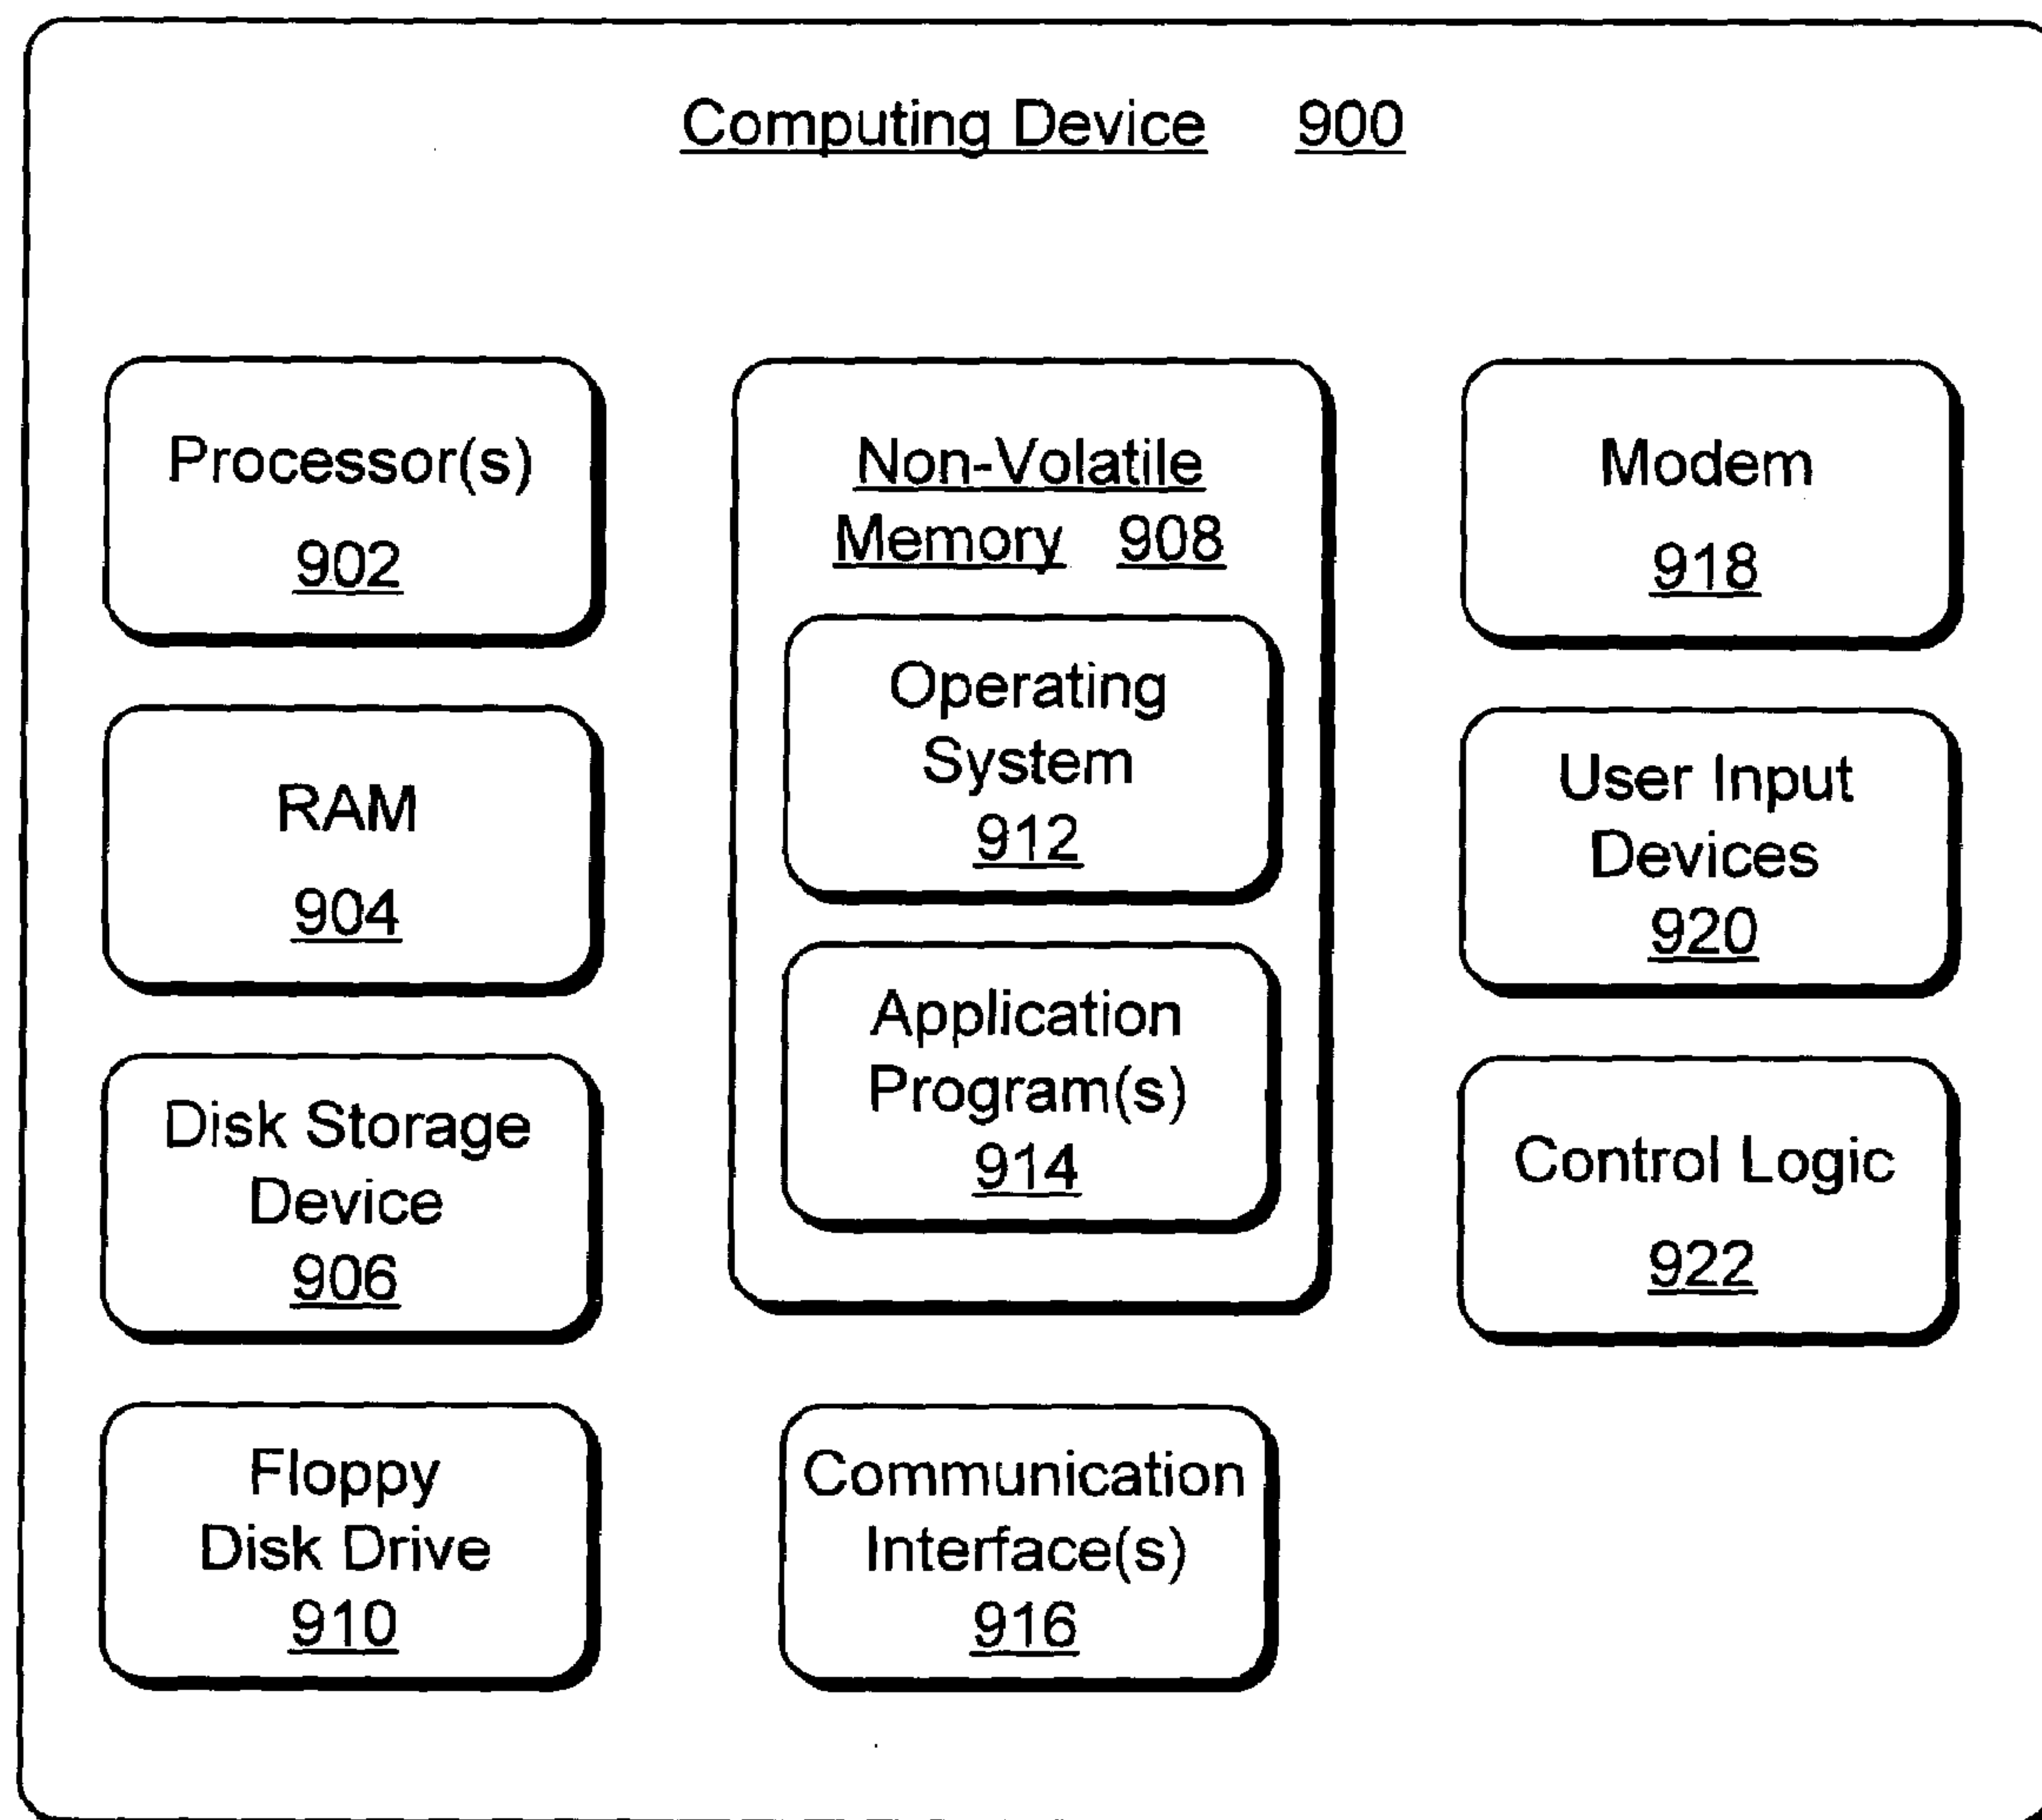 Computing Device 900
Processor(s)
902
RAM
904
Disk Storage
Device
906
Floppy
Disk Drive
910
Non-Volatile
Memory 908
Operating
System
912
Application
Program(s)
914
Communication
Interface(s)
916
Modem
918
User Input
Devices
920
Control Logic
922